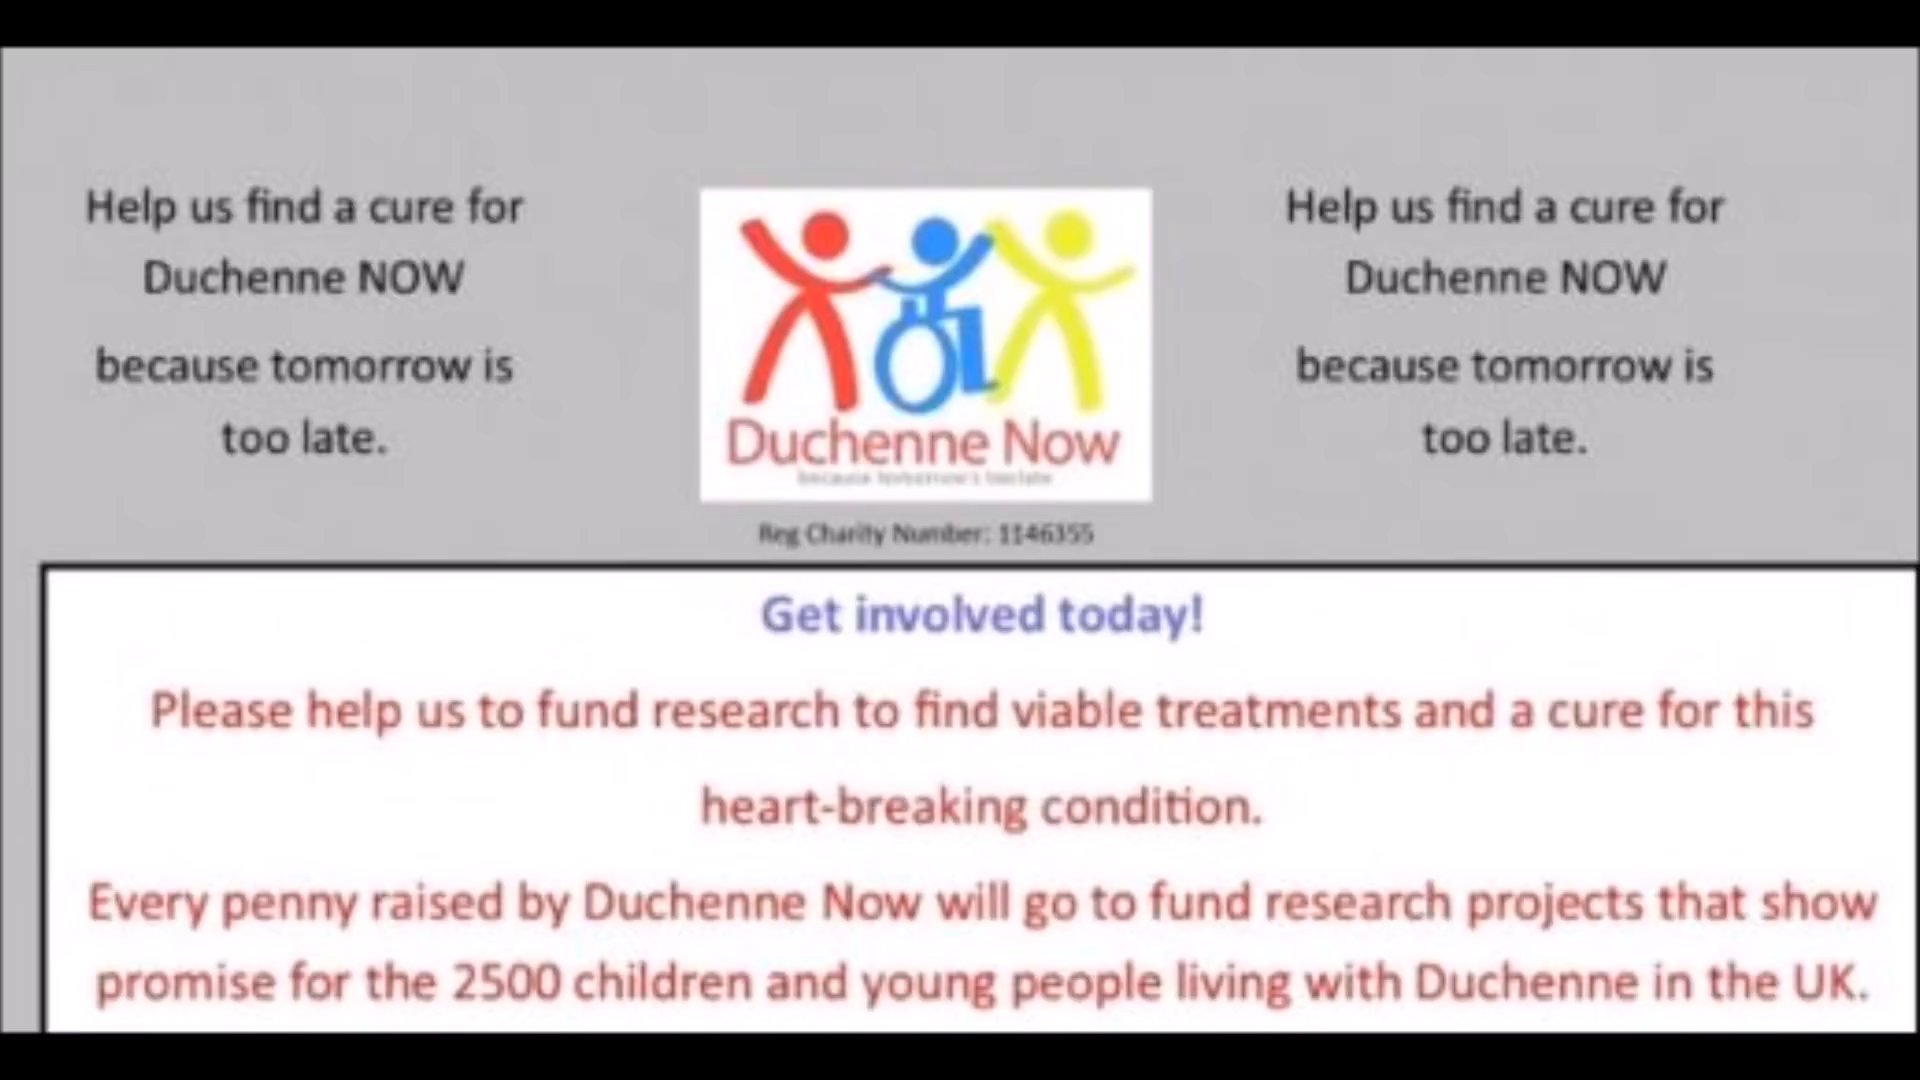 Help us find a cure for
Duchenne NOW
because tomorrow is
too late.
Duchenne Now
because tomorrow's too late
Reg Charity Number: 1146355
Help us find a cure for
Duchenne NOW
because tomorrow is
too late.
Get involved today!
Please help us to fund research to find viable treatments and a cure for this
heart-breaking condition.
Every penny raised by Duchenne Now will go to fund research projects that show
promise for the 2500 children and young people living with Duchenne in the UK.